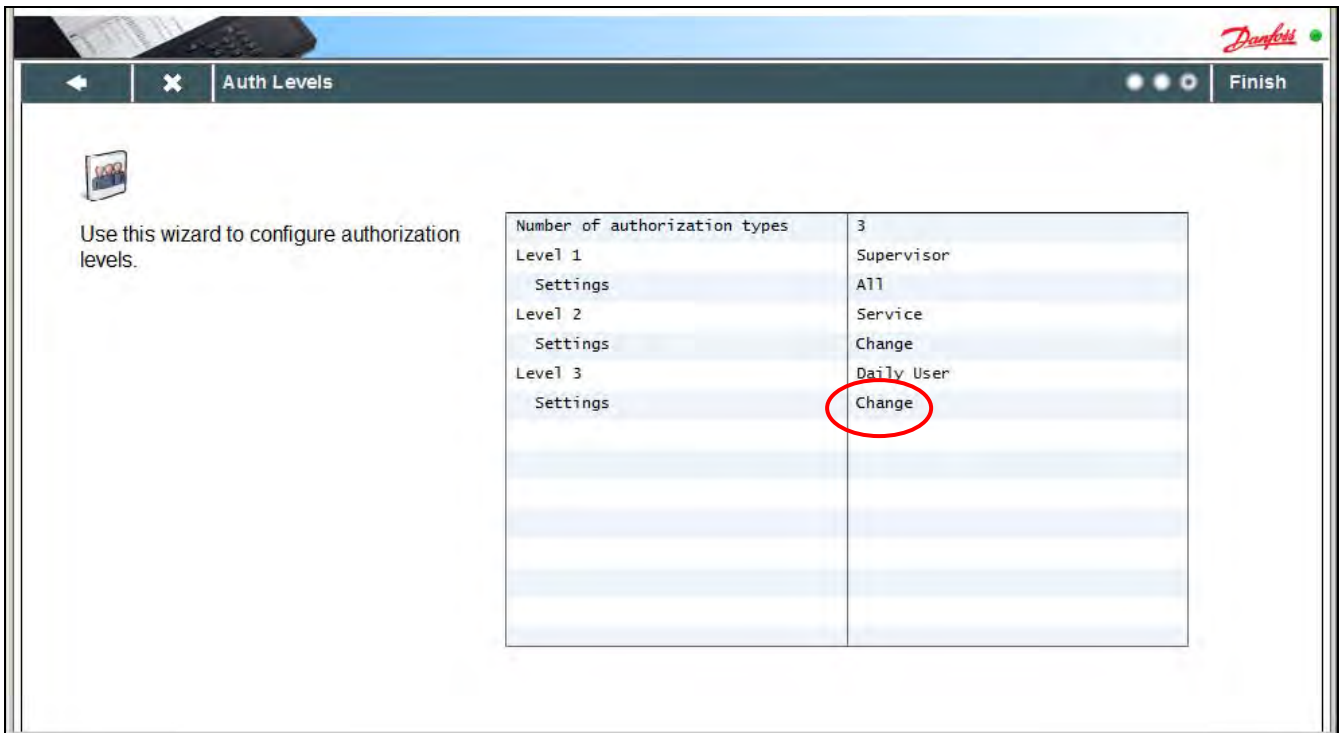 Danfoss
Auth Levels
Finish
Use this wizard to configure authorization
levels.
Number of authorization types 3
Level 1 Supervisor
Settings All
Level 2 Service
Settings Change
Level 3 Daily User
Settings Change